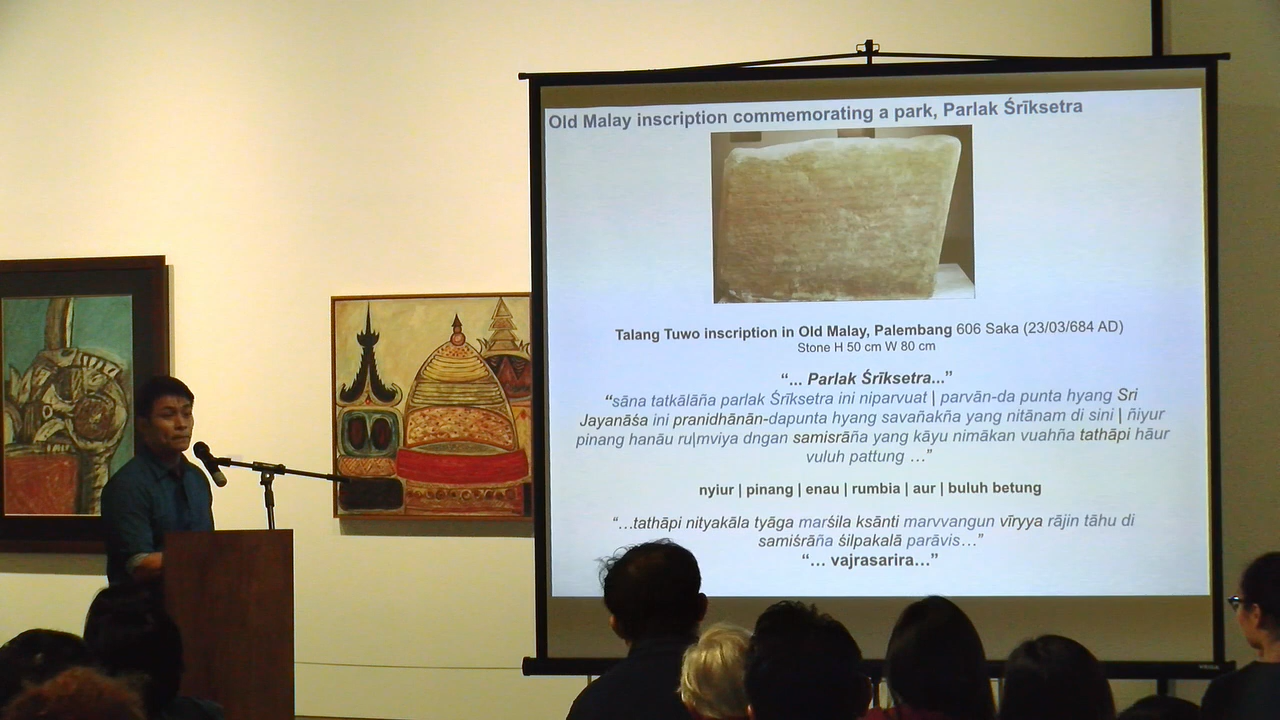 Old Malay inscription commemorating a park, Parlak Śrīksetra
Talang Tuwo inscription in Old Malay, Palembang 606 Saka (23/03/684 AD)
Stone H 50 cm W 80 cm
“... Parlak Śrīksetra...”
“sāna tatkālāña parlak Śrīksetra ini niparvuat | parvān-da punta hyang Sri
Jayanāśa ini pranidhānān-dapunta hyang savañakña yang nitānam di sini | ñiyur
pinang hanāu ru|mviya dngan samisrāña yang kāyu nimākan vuahña tathāpi hāur
vuluh pattung …”
nyiur | pinang | enau | rumbia | aur | buluh betung
“…tathāpi nityakāla tyāga marśila ksānti marvvangun vīryya rājin tāhu di
samiśrāña śilpakalā parāvis…”
“… vajrasarira…”